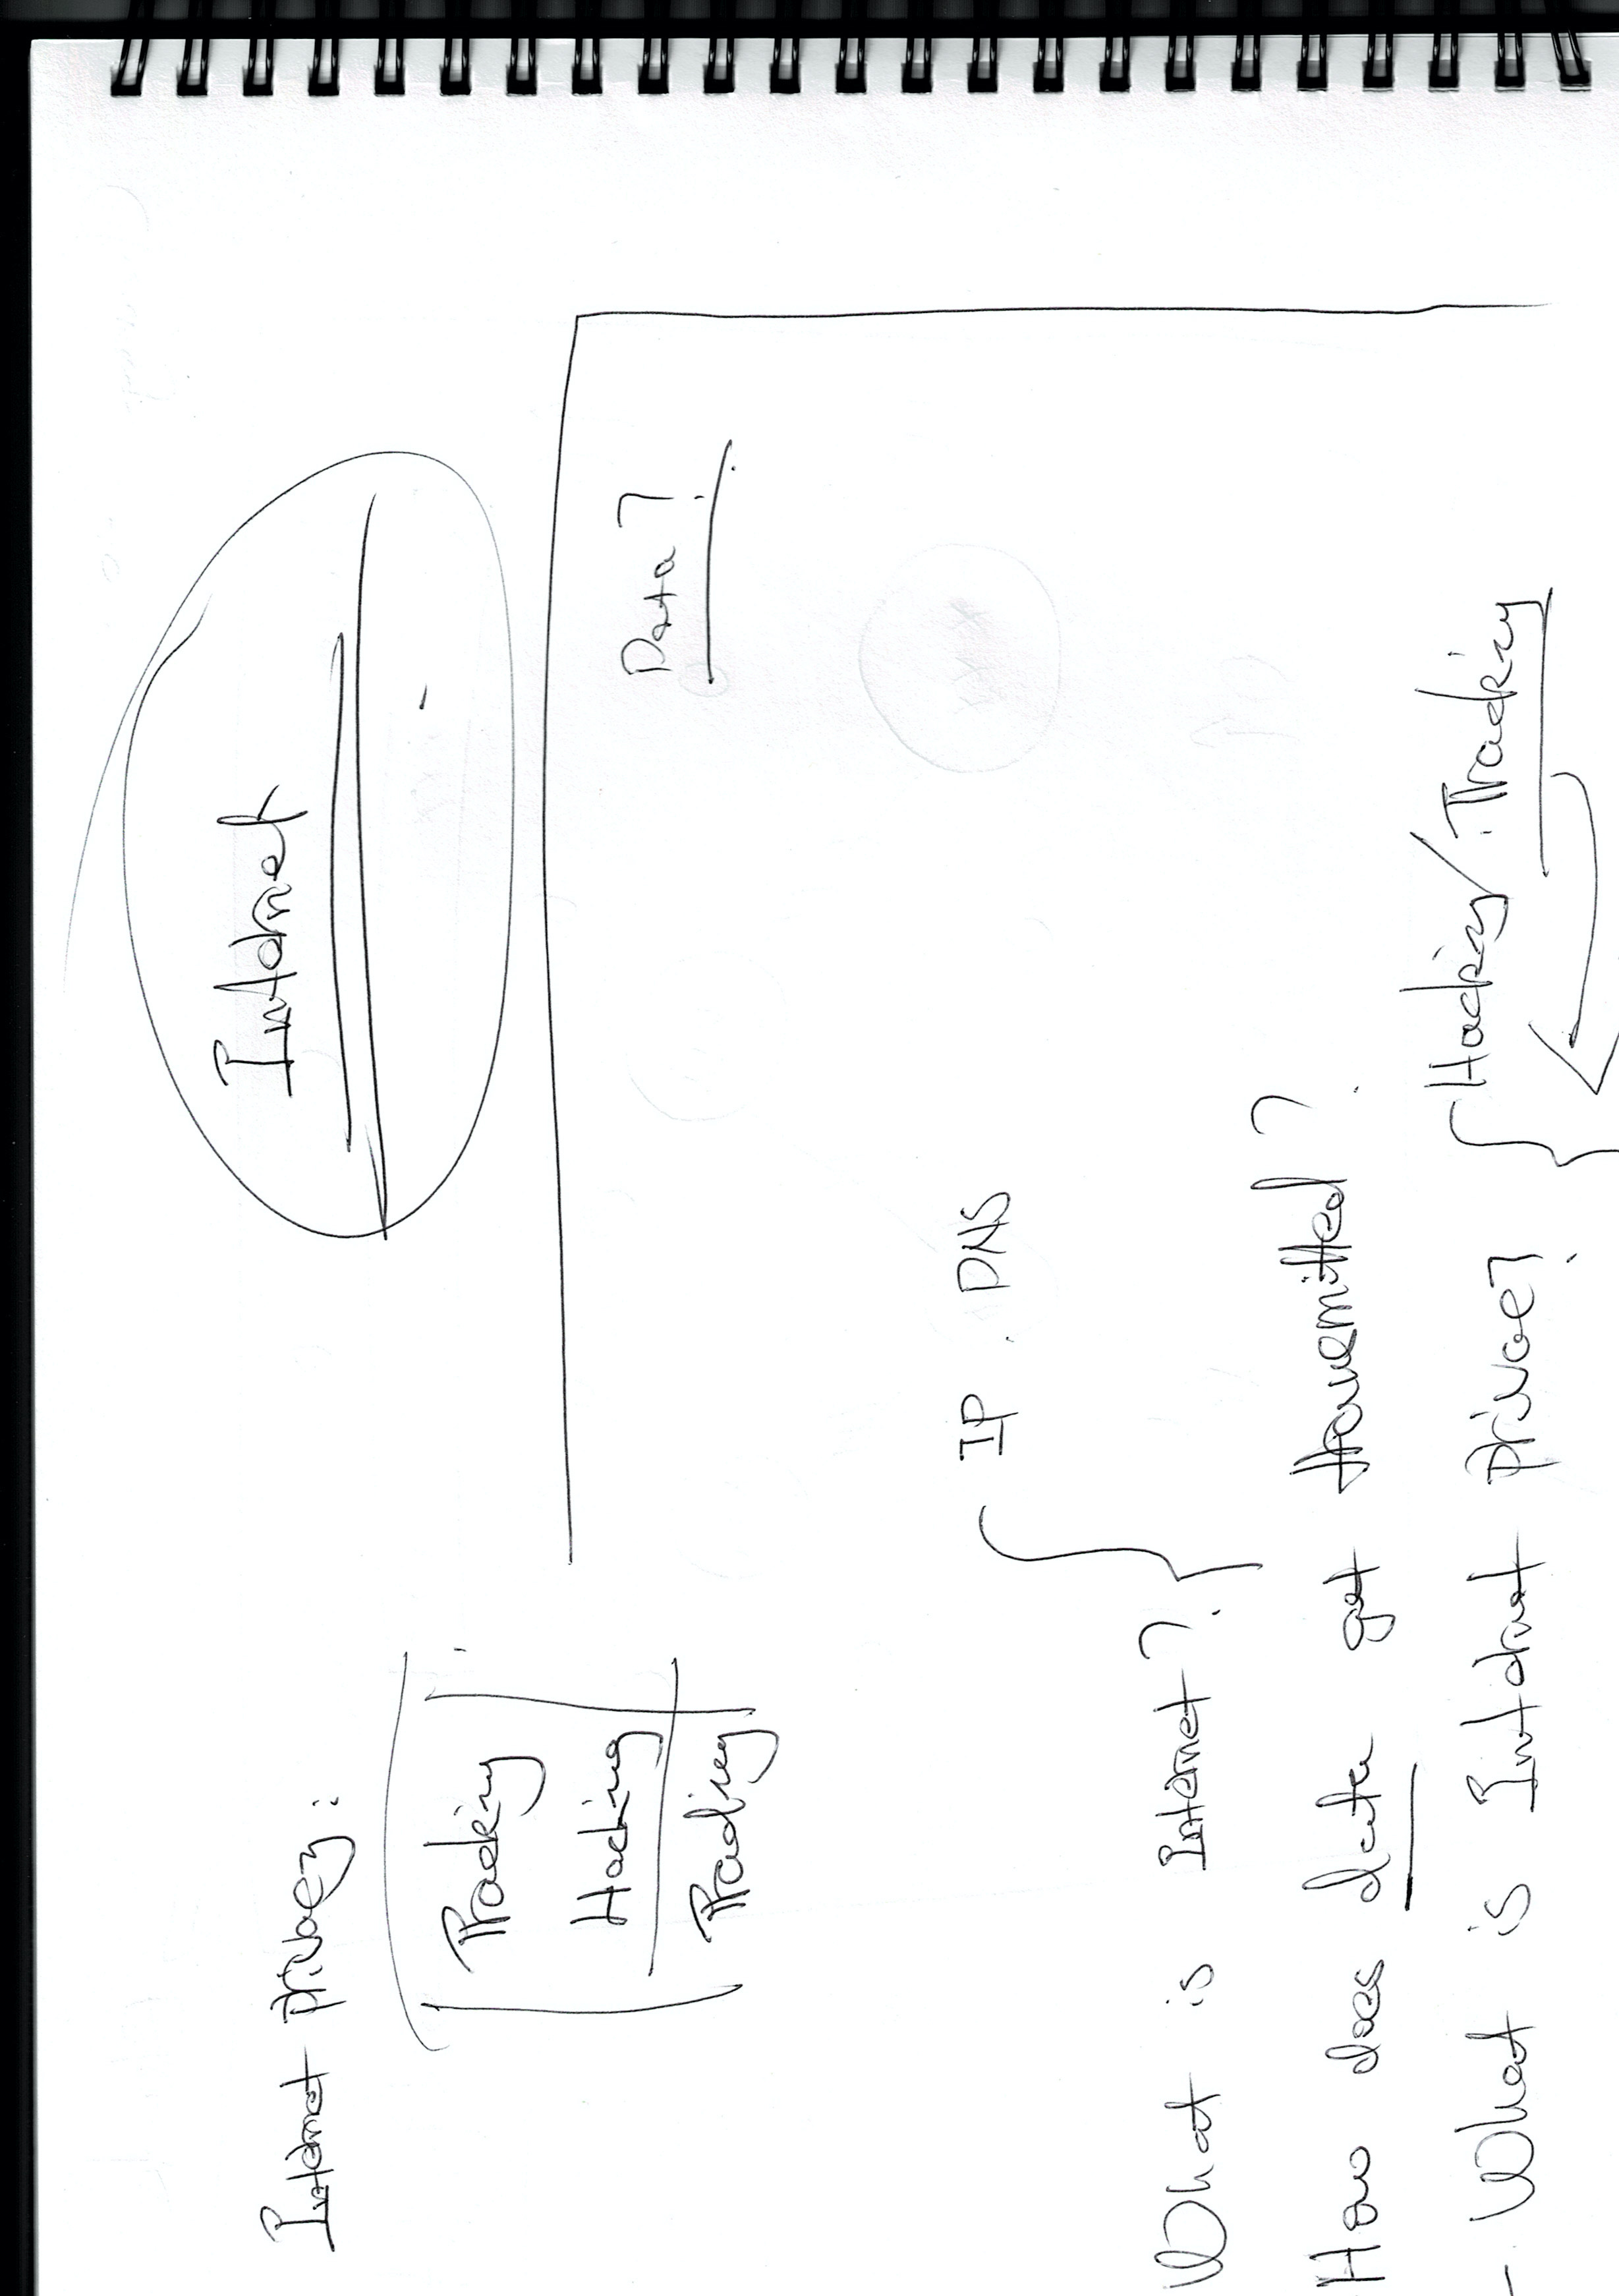 Internet
Internet privacy:
Tracking
Hacking
Trading
Data?
IP. DNS
What is Internet?
How does data get transmitted?
- What is Internet privacy?
Hacking/Tracking